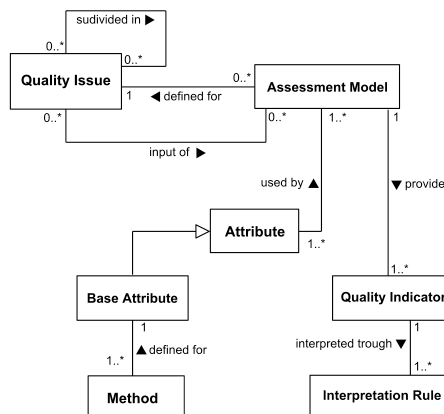 sudivided in ▶
0..*
0..*
Quality Issue
0..*
1
◀ defined for
Assessment Model
0..*
0..*
1..*
1
input of ▶
used by ▲
▼ provide
Attribute
1..*
Base Attribute
1..*
Quality Indicator
1
▲ defined for
1
interpreted trough ▼
1..*
1..*
Method
Interpretation Rule